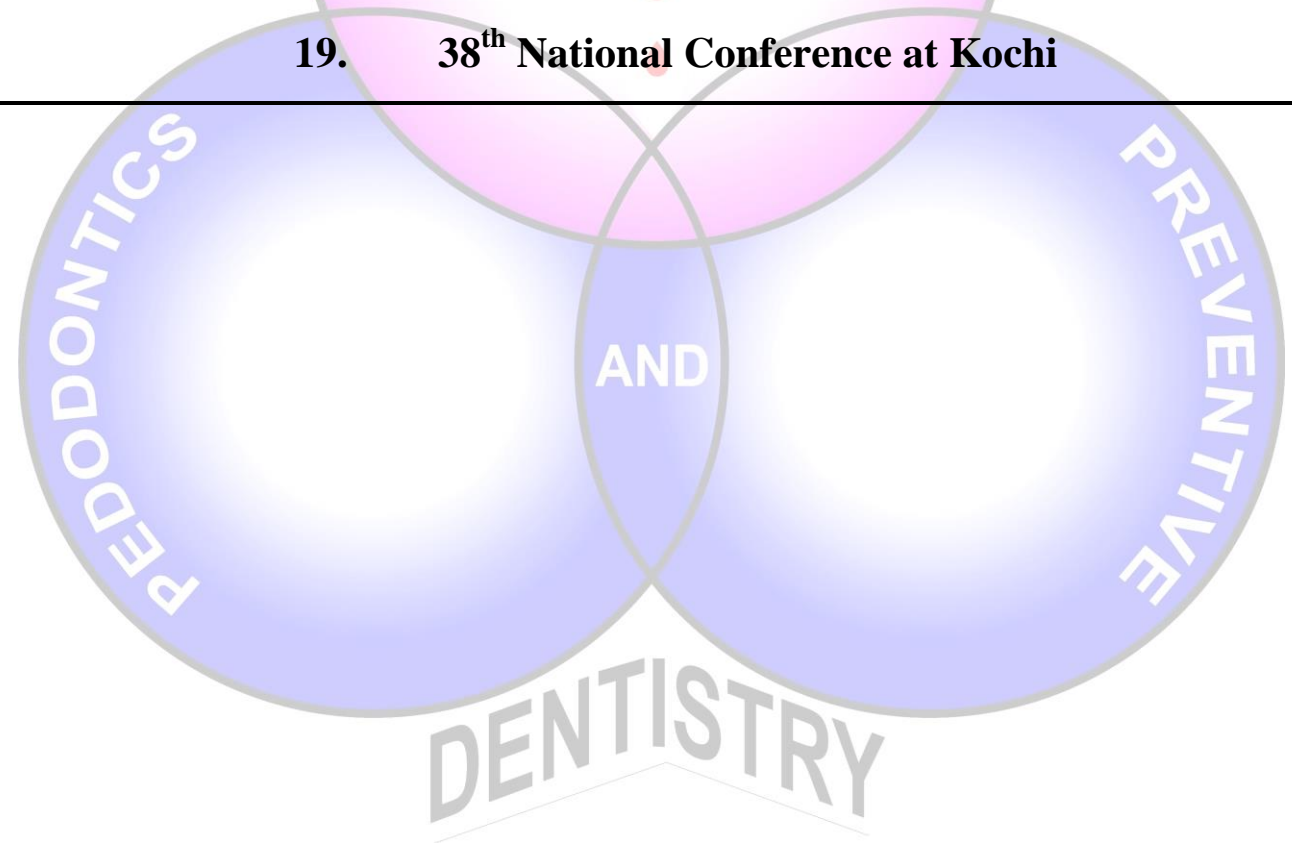 19. 38th National Conference at Kochi
PEDODONTICS
AND
PREVENTIVE
DENTISTRY